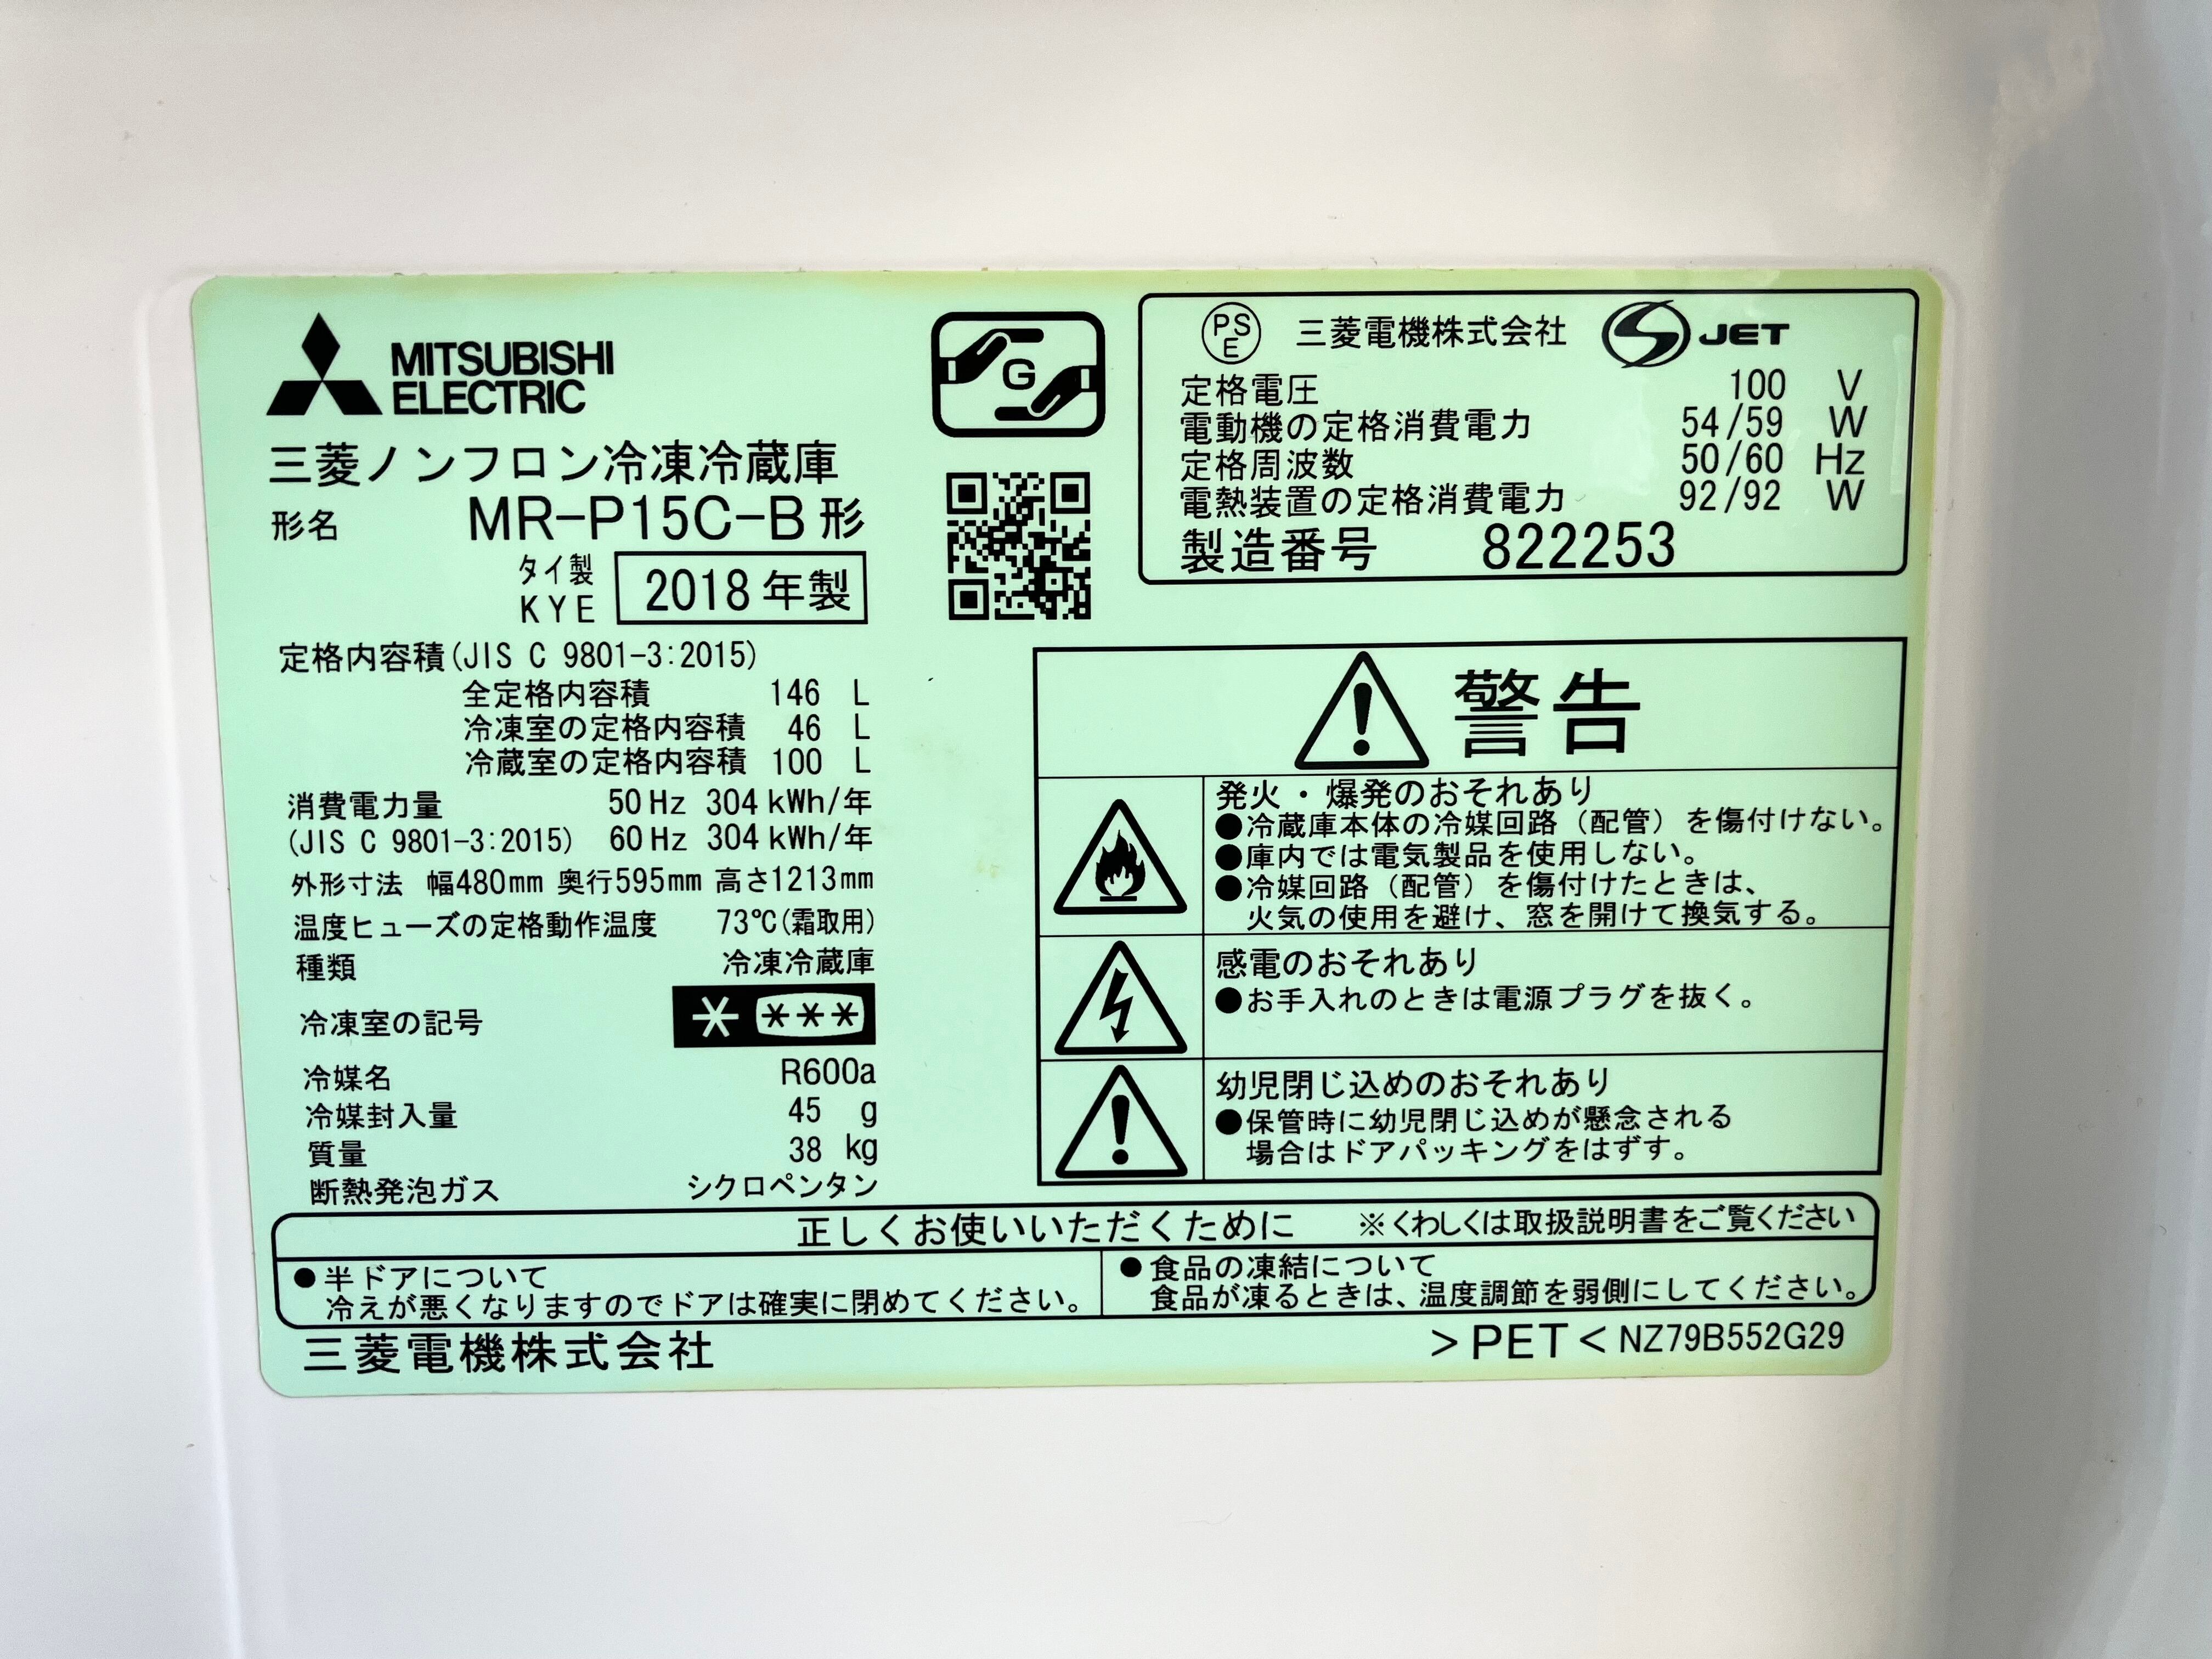 MITSUBISHI
ELECTRIC
三菱ノンフロン冷凍冷蔵庫
形名 MR-P15C-B 形
タイ製
KYE 2018 年製
定格内容積(JIS C 9801-3:2015)
全定格内容積 146 L
冷凍室の定格内容積 46 L
冷蔵室の定格内容積 100 L
消費電力量 50 Hz 304 kWh/年
(JIS C 9801-3:2015) 60 Hz 304 kWh/年
外形寸法 幅480mm 奥行595mm 高さ1213mm
温度ヒューズの定格動作温度 73℃(霜取用)
種類 冷凍冷蔵庫
冷凍室の記号 * ***
冷媒名 R600a
冷媒封入量 45 g
質量 38 kg
断熱発泡ガス シクロペンタン
G
PS
E
三菱電機株式会社 S JET
定格電圧 100 V
電動機の定格消費電力 54/59 W
定格周波数 50/60 Hz
電熱装置の定格消費電力 92/92 W
製造番号 822253
警告
発火・爆発のおそれあり
●冷蔵庫本体の冷媒回路（配管）を傷付けない。
●庫内では電気製品を使用しない。
●冷媒回路（配管）を傷付けたときは、
火気の使用を避け、窓を開けて換気する。
感電のおそれあり
●お手入れのときは電源プラグを抜く。
幼児閉じ込めのおそれあり
●保管時に幼児閉じ込めが懸念される
場合はドアパッキングをはずす。
正しくお使いいただくために ※くわしくは取扱説明書をご覧ください
●半ドアについて
冷えが悪くなりますのでドアは確実に閉めてください。
●食品の凍結について
食品が凍るときは、温度調節を弱側にしてください。
三菱電機株式会社
>PET< NZ79B552G29